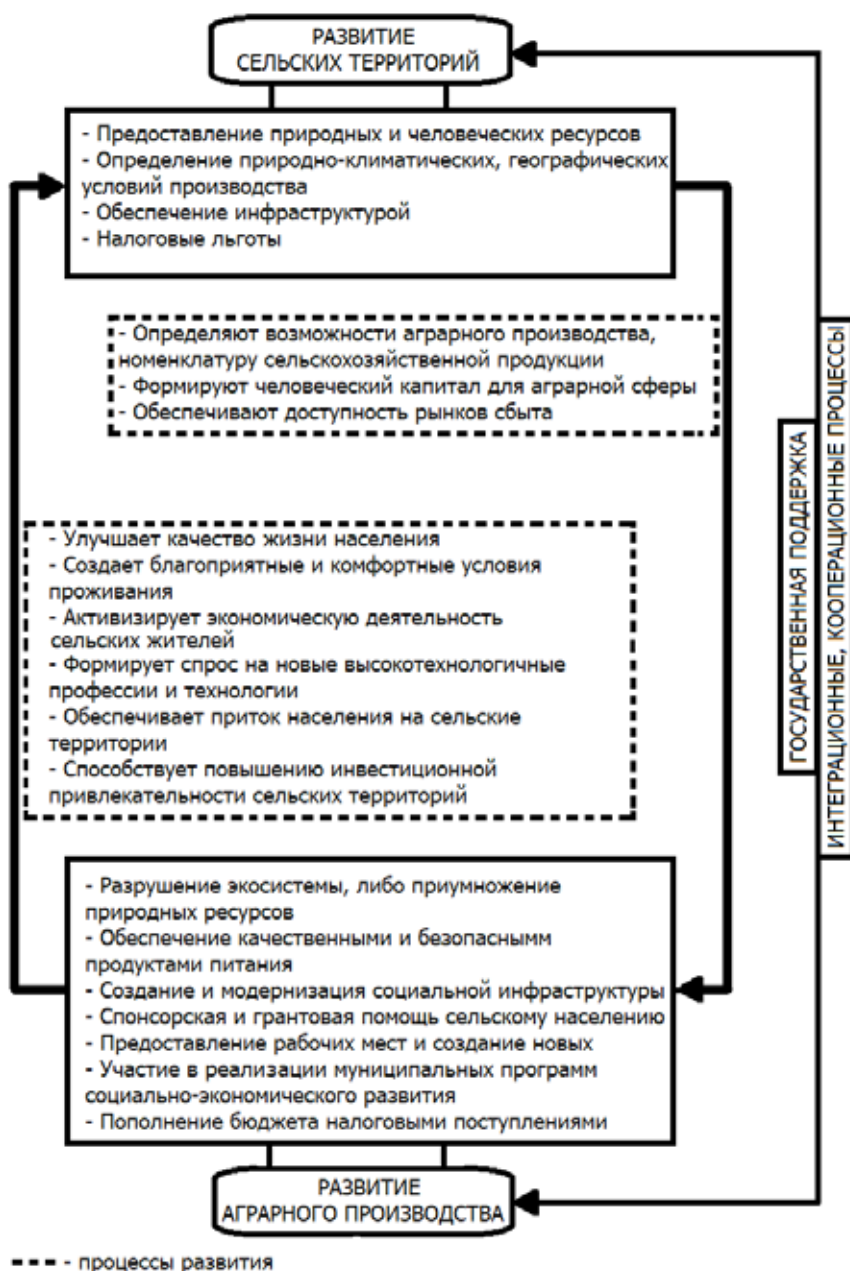 РАЗВИТИЕ
СЕЛЬСКИХ ТЕРРИТОРИЙ
- Предоставление природных и человеческих ресурсов
- Определение природно-климатических, географических
условий производства
- Обеспечение инфраструктурой
- Налоговые льготы
- Определяют возможности аграрного производства,
номенклатуру сельскохозяйственной продукции
- Формируют человеческий капитал для аграрной сферы
- Обеспечивают доступность рынков сбыта
- Улучшает качество жизни населения
- Создает благоприятные и комфортные условия
проживания
- Активизирует экономическую деятельность
сельских жителей
- Формирует спрос на новые высокотехнологичные
профессии и технологии
- Обеспечивает приток населения на сельские
территории
- Способствует повышению инвестиционной
привлекательности сельских территорий
- Разрушение экосистемы, либо приумножение
природных ресурсов
- Обеспечение качественными и безопаснымм
продуктами питания
- Создание и модернизация социальной инфраструктуры
- Спонсорская и грантовая помощь сельскому населению
- Предоставление рабочих мест и создание новых
- Участие в реализации муниципальных программ
социально-экономического развития
- Пополнение бюджета налоговыми поступлениями
РАЗВИТИЕ
АГРАРНОГО ПРОИЗВОДСТВА
ГОСУДАРСТВЕННАЯ ПОДДЕРЖКА
ИНТЕГРАЦИОННЫЕ, КООПЕРАЦИОННЫЕ ПРОЦЕССЫ
- процессы развития